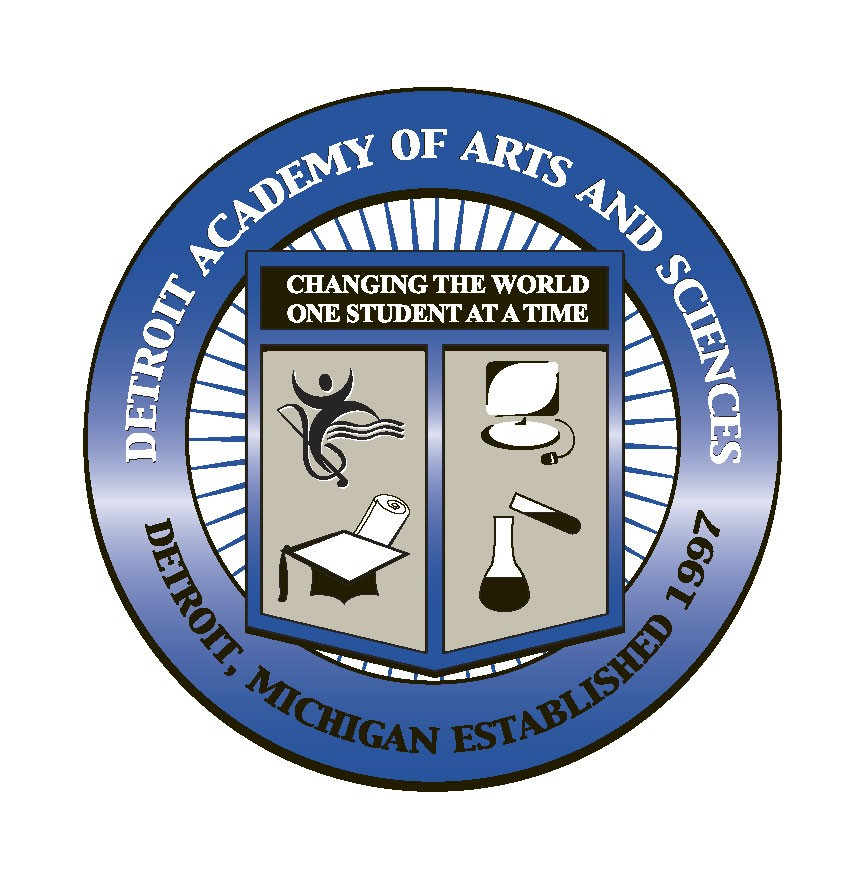 DETROIT ACADEMY OF ARTS AND SCIENCES
CHANGING THE WORLD
ONE STUDENT AT A TIME
DETROIT, MICHIGAN ESTABLISHED 1997